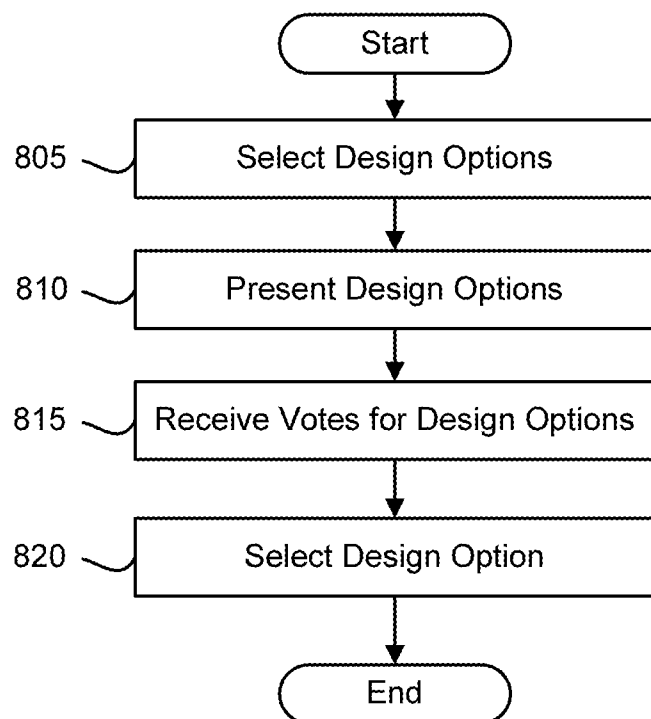 Start
805 Select Design Options
810 Present Design Options
815 Receive Votes for Design Options
820 Select Design Option
End